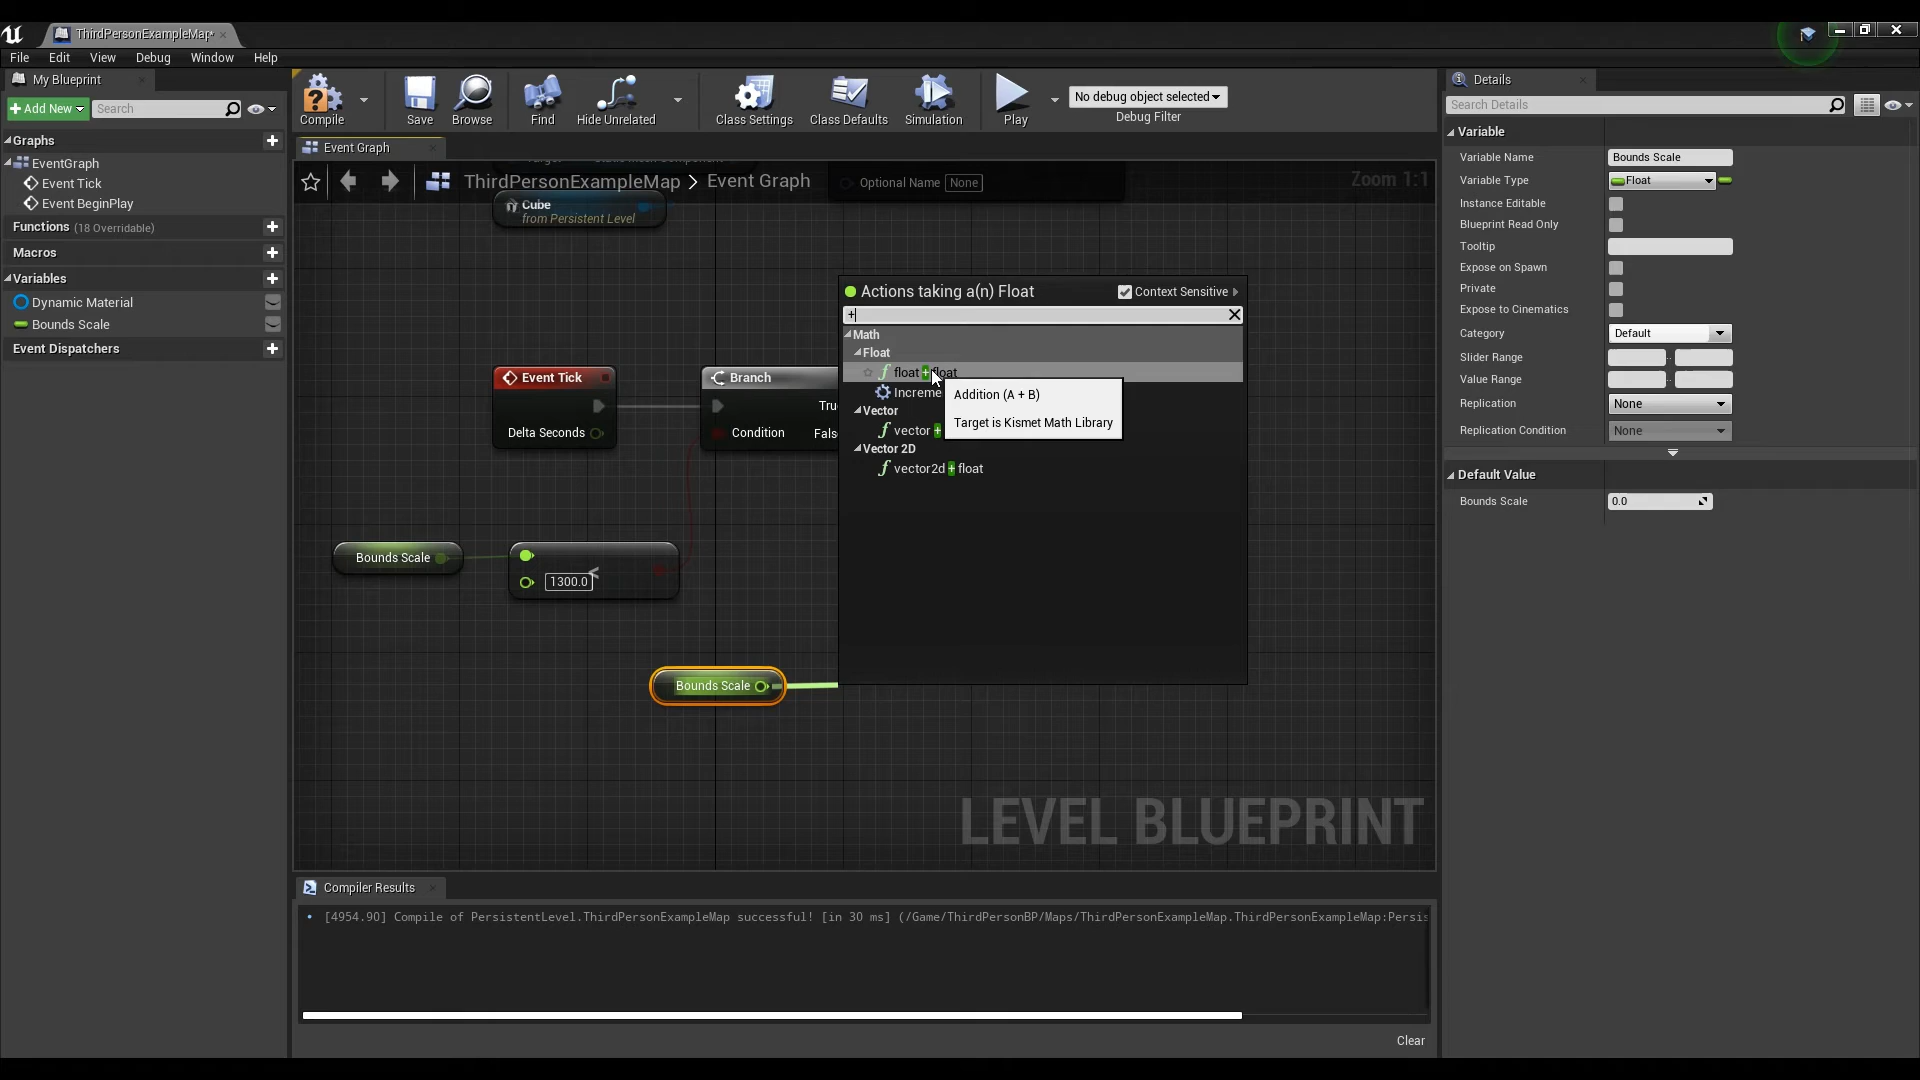 ThirdPersonExampleMap*
File Edit View Debug Window Help
My Blueprint
Add New Search
Graphs
EventGraph
Event Tick
Event BeginPlay
Functions (18 Overridable)
Macros
Variables
Dynamic Material
Bounds Scale
Event Dispatchers
Compile Save Browse Find Hide Unrelated Class Settings Class Defaults Simulation Play
No debug object selected
Debug Filter
Event Graph
ThirdPersonExampleMap > Event Graph
Optional Name None
Zoom 1:1
Cube
from Persistent Level
Event Tick
Delta Seconds
Branch
Condition
Bounds Scale
<
1300.0
Bounds Scale
Actions taking a(n) Float
Context Sensitive
+
Math
Float
float + float
Increme
Vector
vector +
Vector 2D
vector2d + float
Addition (A + B)
Target is Kismet Math Library
LEVEL BLUEPRINT
Compiler Results
[4954.90] Compile of PersistentLevel.ThirdPersonExampleMap successful! [in 30 ms] (/Game/ThirdPersonBP/Maps/ThirdPersonExampleMap.ThirdPersonExampleMap:Persis
Clear
Details
Search Details
Variable
Variable Name Bounds Scale
Variable Type Float
Instance Editable
Blueprint Read Only
Tooltip
Expose on Spawn
Private
Expose to Cinematics
Category Default
Slider Range
Value Range
Replication None
Replication Condition None
Default Value
Bounds Scale 0.0